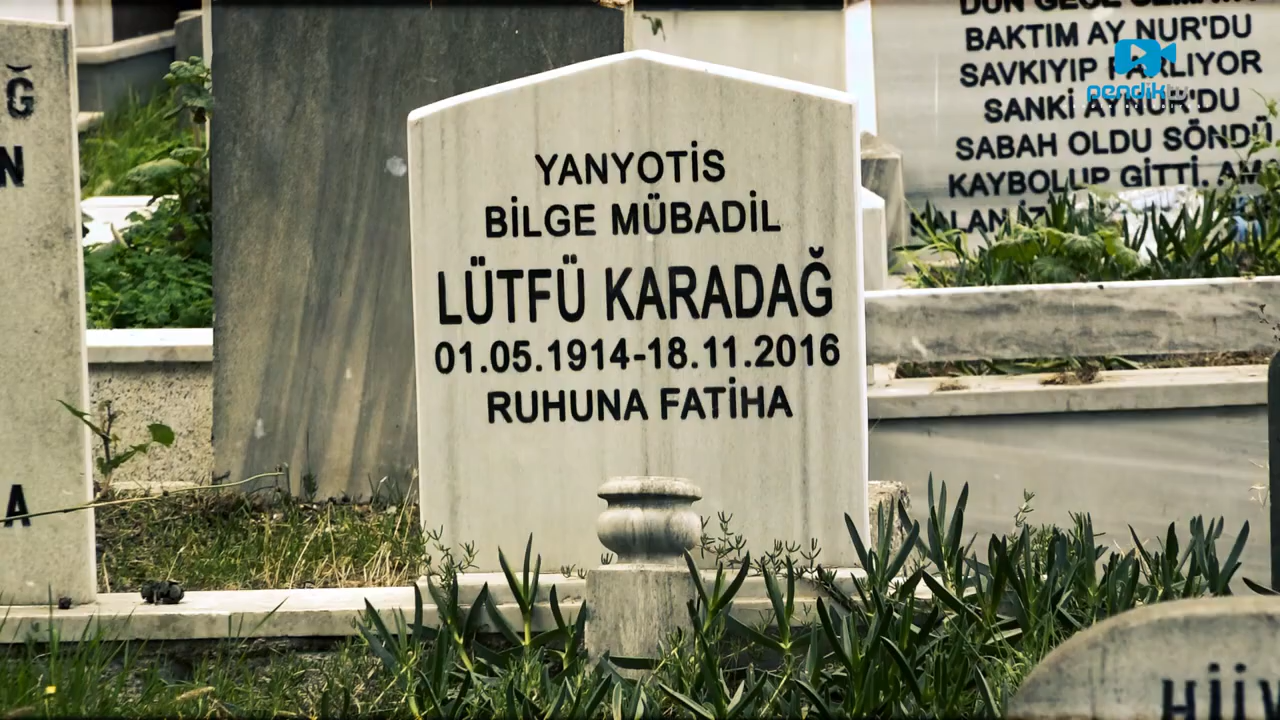 YANYOTİS
BİLGE MÜBADİL
LÜTFÜ KARADAĞ
01.05.1914-18.11.2016
RUHUNA FATİHA
BAKTIM AY NUR'DU
SAVKIYIP PARLIYOR
SANKİ AYNUR'DU
SABAH OLDU SÖNDÜ
KAYBOLUP GİTTİ.
pendik tv
Ğ
N
A